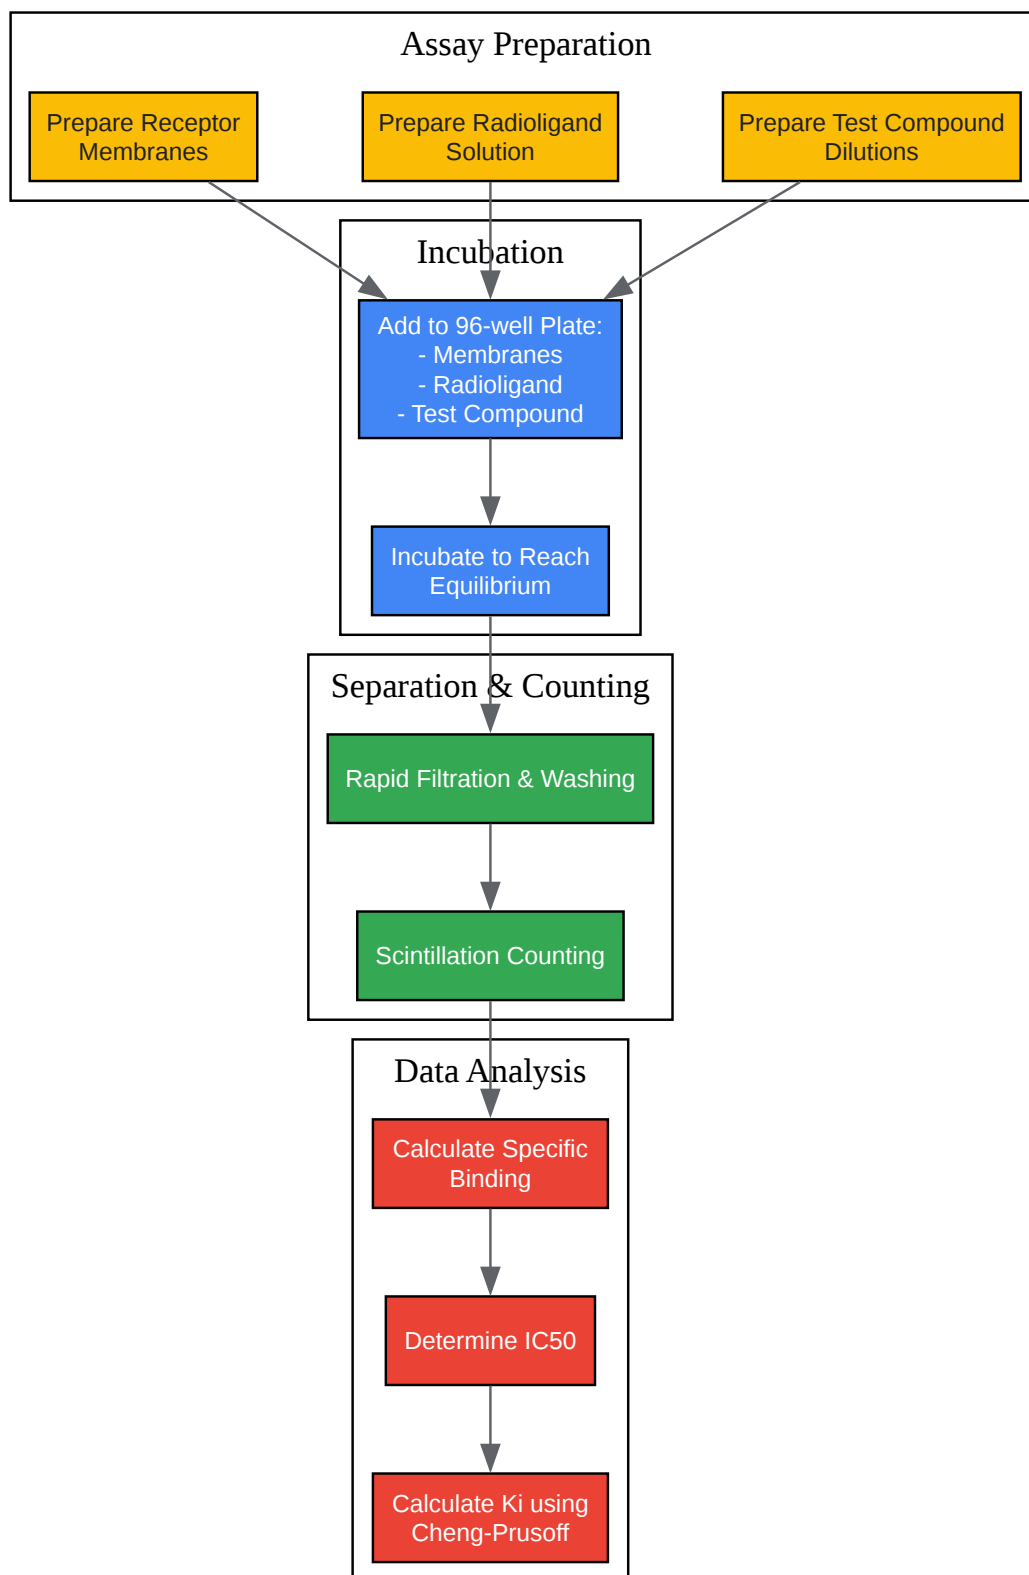 Assay Preparation
Prepare Receptor
Membranes
Prepare Radioligand
Solution
Prepare Test Compound
Dilutions
Incubation
Add to 96-well Plate:
- Membranes
- Radioligand
- Test Compound
Incubate to Reach
Equilibrium
Separation & Counting
Rapid Filtration & Washing
Scintillation Counting
Data Analysis
Calculate Specific
Binding
Determine IC50
Calculate Ki using
Cheng-Prusoff